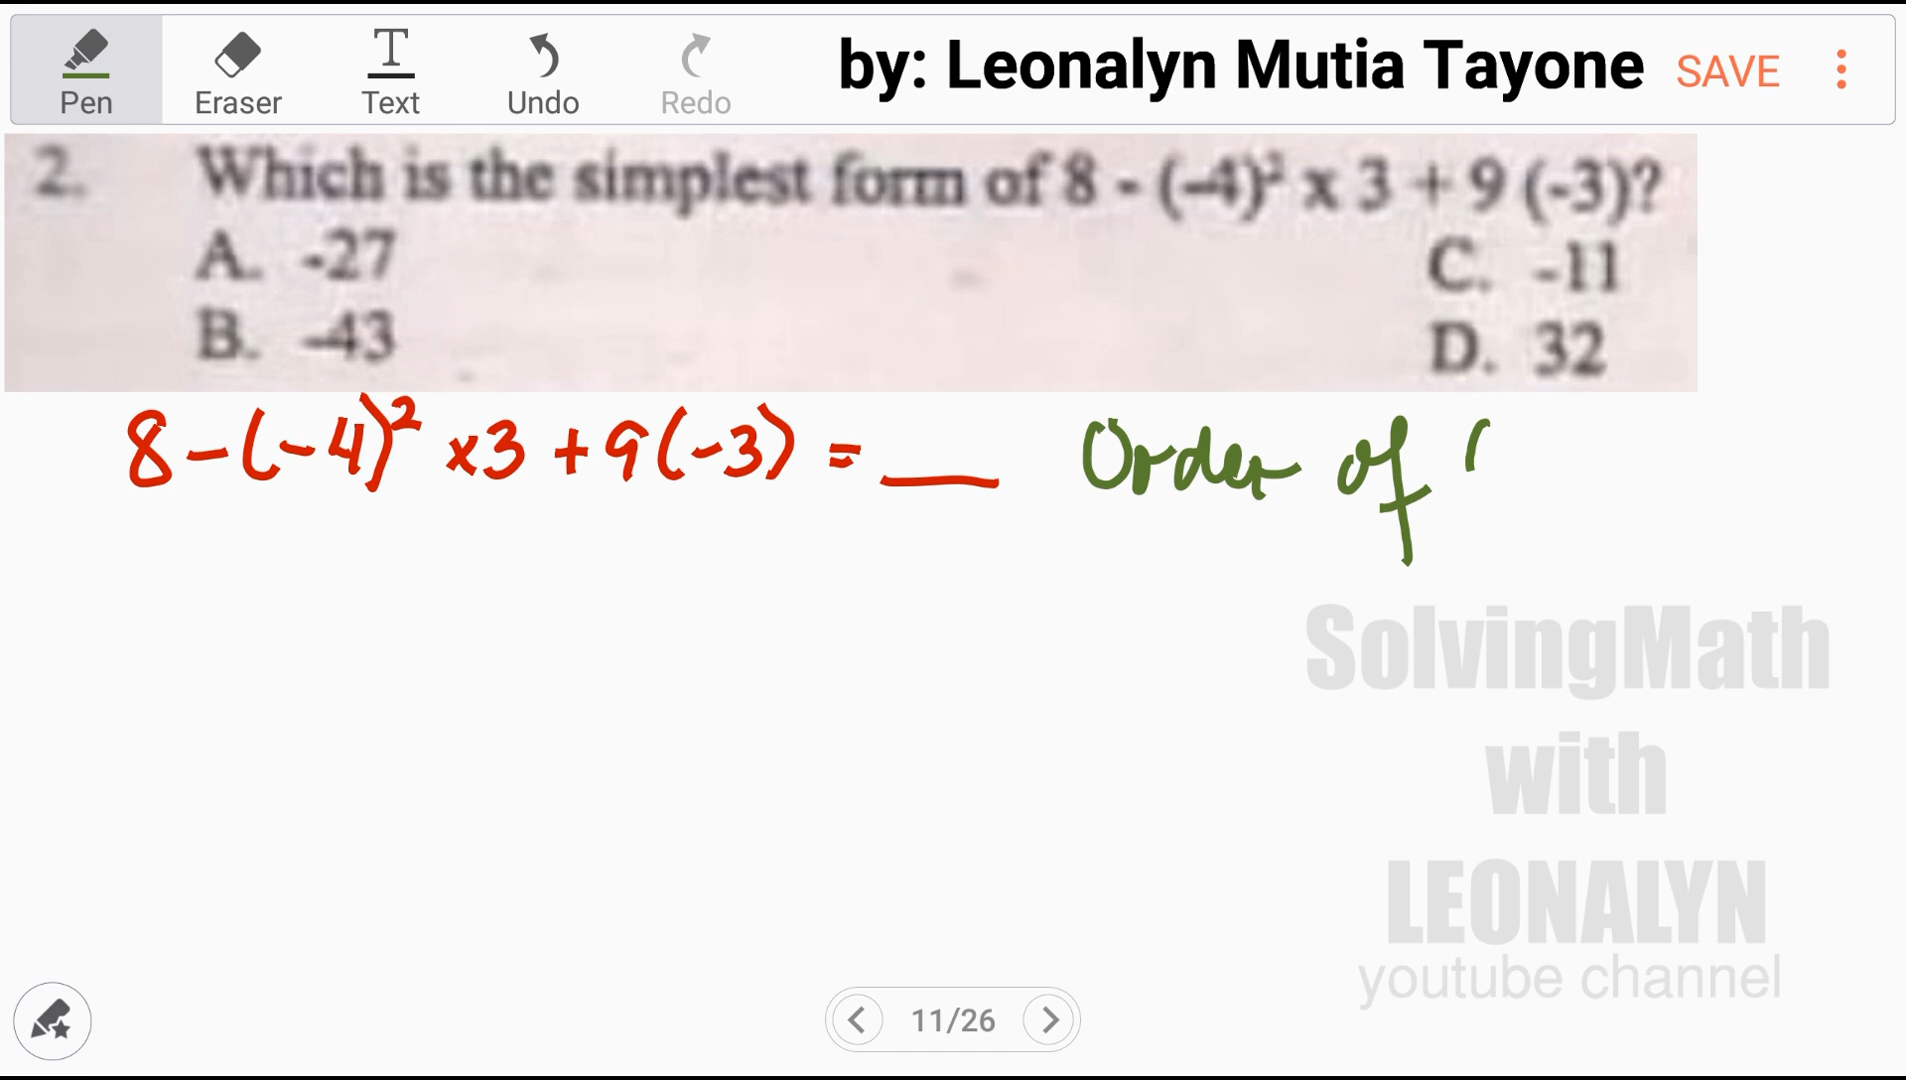 Pen Eraser Text Undo Redo by: Leonalyn Mutia Tayone SAVE
2. Which is the simplest form of 8 - (-4)² x 3 + 9 (-3)?
A. -27 C. -11
B. -43 D. 32
8 - (-4)² x 3 + 9 (-3) = ___ Order of
SolvingMath
with
LEONALYN
youtube channel
11/26